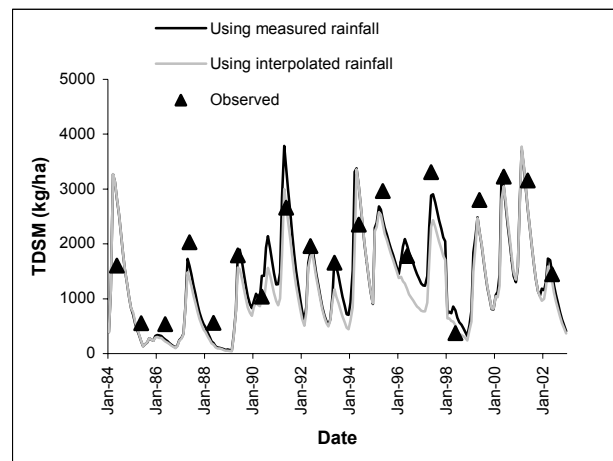 Using measured rainfall
Using interpolated rainfall
Observed
TDSM (kg/ha)
5000
4000
3000
2000
1000
0
Jan-84
Jan-86
Jan-88
Jan-90
Jan-92
Jan-94
Jan-96
Jan-98
Jan-00
Jan-02
Date